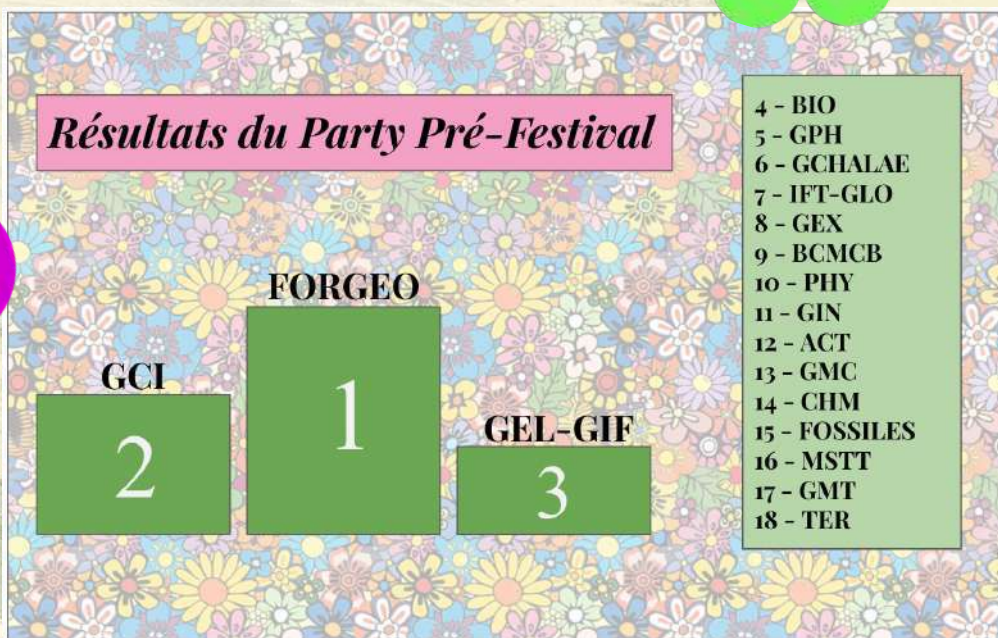 Résultats du Party Pré-Festival
FORGEO
1
GCI
2
GEL-GIF
3
4 - BIO
5 - GPH
6 - GCHALAE
7 - IFT-GLO
8 - GEX
9 - BCMCB
10 - PHY
11 - GIN
12 - ACT
13 - GMC
14 - CHM
15 - FOSSILES
16 - MSTT
17 - GMT
18 - TER